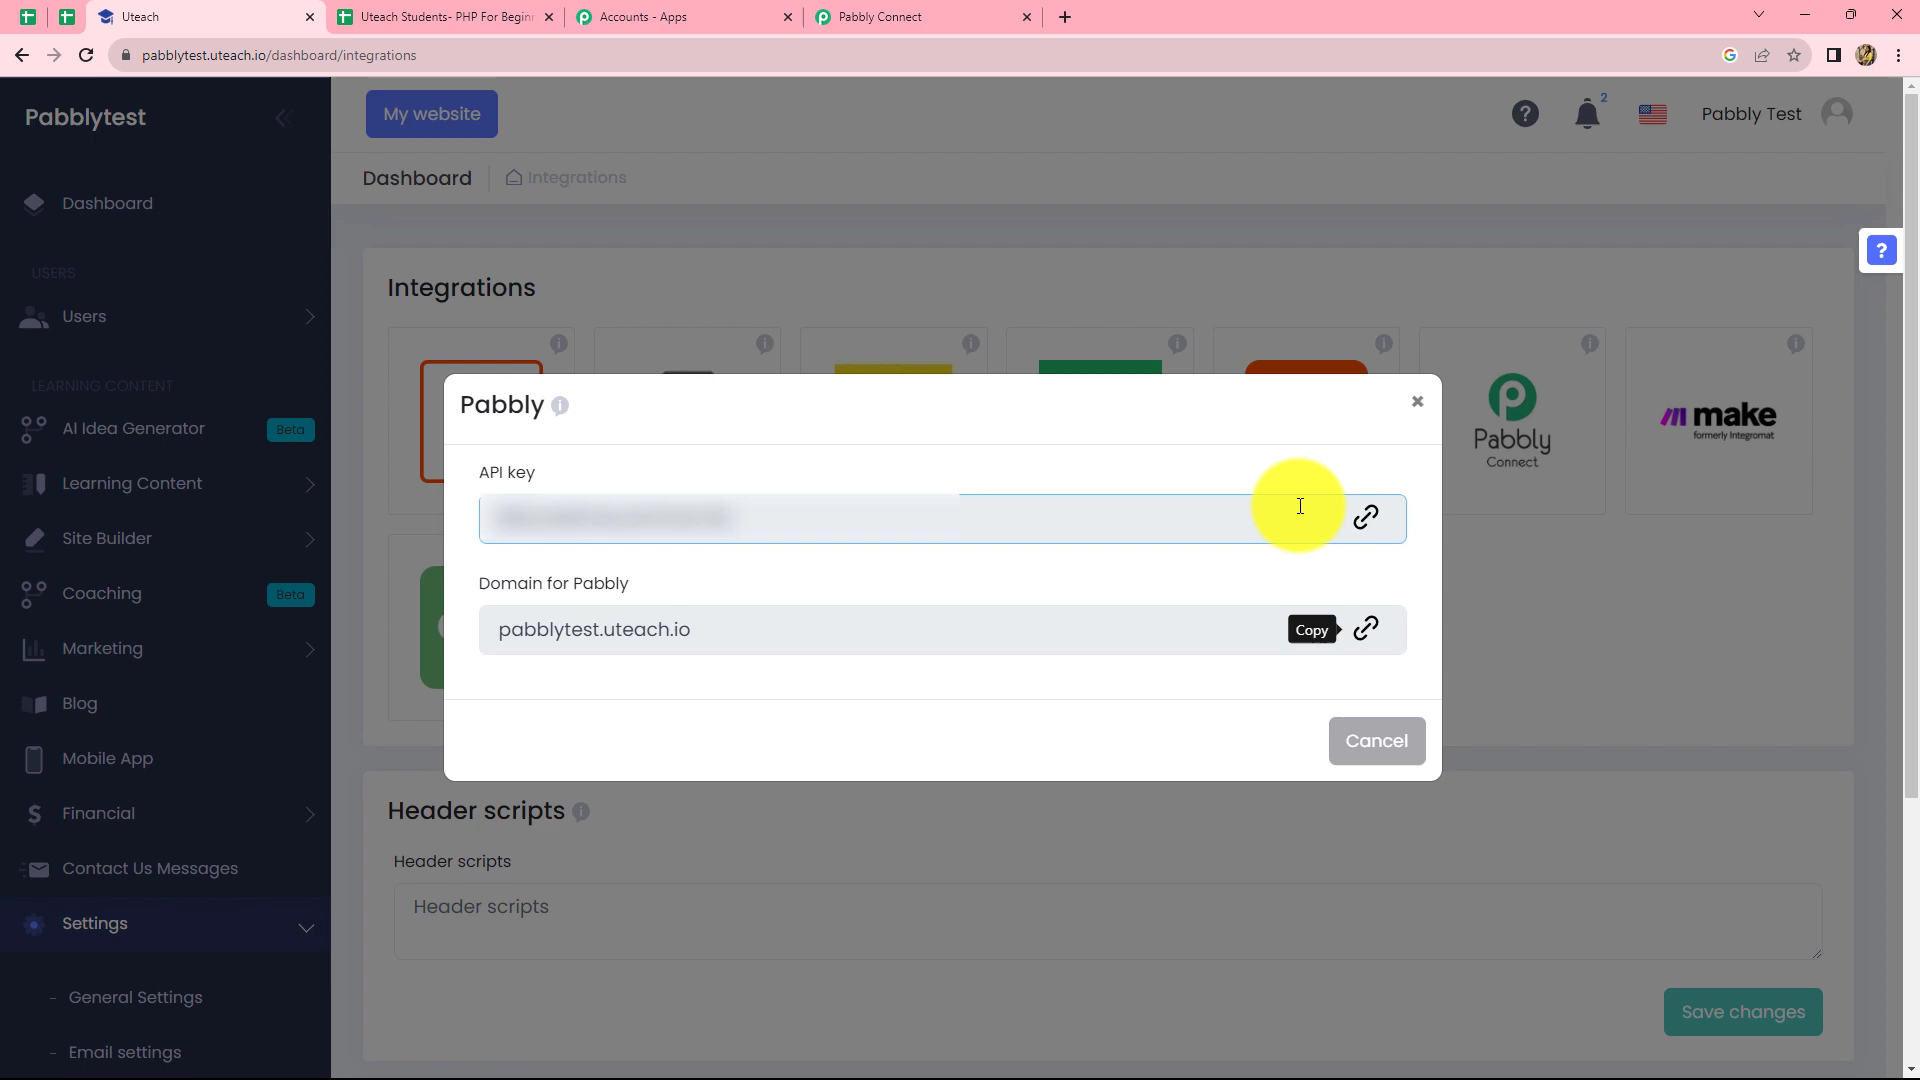 Uteach
Uteach Students- PHP For Begin
Accounts - Apps
Pabbly Connect
pabblytest.uteach.io/dashboard/integrations
Pabblytest
My website
2
Pabbly Test
Dashboard
Integrations
Dashboard
USERS
Users
LEARNING CONTENT
AI Idea Generator
Beta
Learning Content
Site Builder
Coaching
Beta
Marketing
Blog
Mobile App
Financial
Contact Us Messages
Settings
- General Settings
- Email settings
Integrations
Pabbly
Connect
make
formerly Integromat
Pabbly
API key
Domain for Pabbly
pabblytest.uteach.io
Copy
Cancel
Header scripts
Header scripts
Header scripts
Save changes